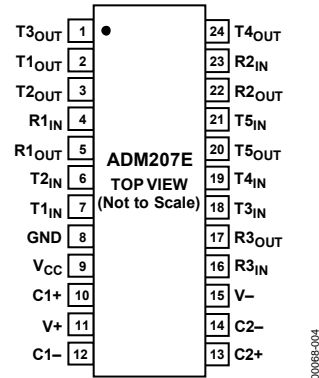 T3OUT 1 24 T4OUT
T1OUT 2 23 R2IN
T2OUT 3 22 R2OUT
R1IN 4 21 T5IN
R1OUT 5 20 T5OUT
T2IN 6 19 T4IN
T1IN 7 18 T3IN
GND 8 17 R3OUT
VCC 9 16 R3IN
C1+ 10 15 V–
V+ 11 14 C2–
C1– 12 13 C2+
ADM207E
TOP VIEW
(Not to Scale)
00068-004